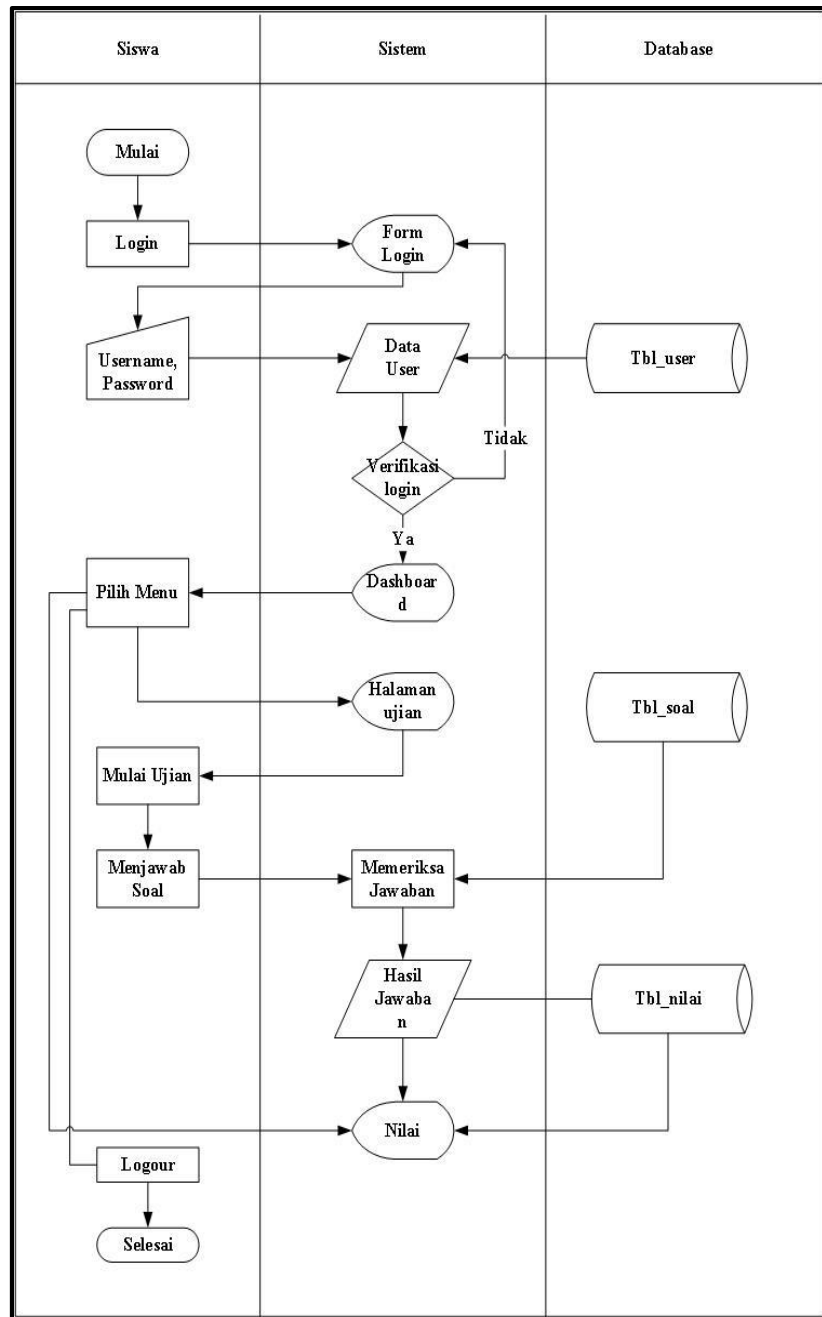 Siswa
Sistem
Database
Mulai
Login
Form
Login
Username,
Password
Data
User
Tbl_user
Tidak
Verifikasi
login
Ya
Pilih Menu
Dashboar
d
Halaman
ujian
Tbl_soal
Mulai Ujian
Menjawab
Soal
Memeriksa
Jawaban
Hasil
Jawaba
n
Tbl_nilai
Nilai
Logour
Selesai